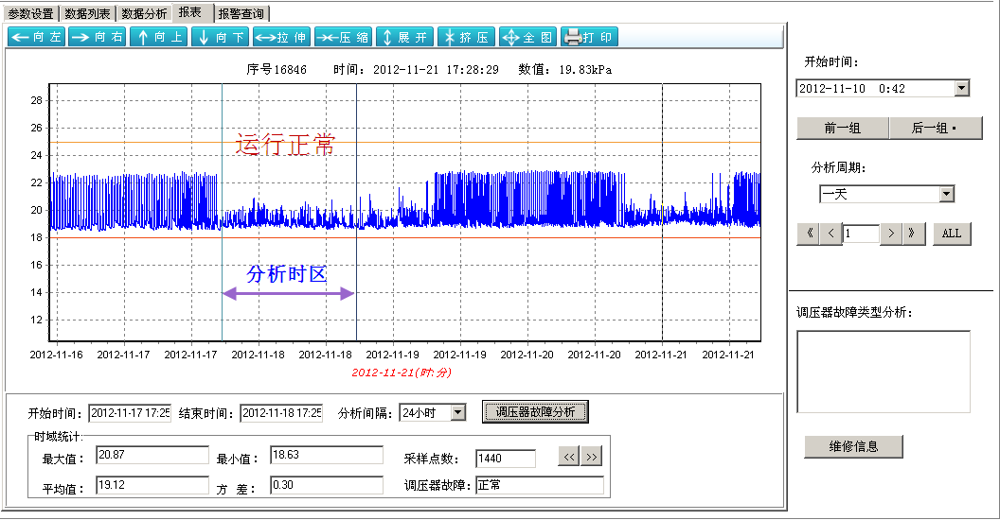 参数设置 数据列表 数据分析 报表 报警查询
向 左 向 右 向 上 向 下 拉 伸 压 缩 展 开 挤 压 全 图 打 印
序号16846 时间: 2012-11-21 17:28:29 数值: 19.83kPa
28
26
24
22
20
18
16
14
12
运行正常
分析时区
2012-11-16 2012-11-17 2012-11-17 2012-11-18 2012-11-18 2012-11-19 2012-11-19 2012-11-20 2012-11-20 2012-11-21 2012-11-21
2012-11-21(时:分)
开始时间: 2012-11-17 17:25 结束时间: 2012-11-18 17:25 分析间隔: 24小时 调压器故障分析
时域统计:
最大值: 20.87 最小值: 18.63 采样点数: 1440 << >>
平均值: 19.12 方 差: 0.30 调压器故障: 正常
开始时间:
2012-11-10 0:42
前一组 后一组
分析周期:
一天
《 < 1 > 》 ALL
调压器故障类型分析:
维修信息